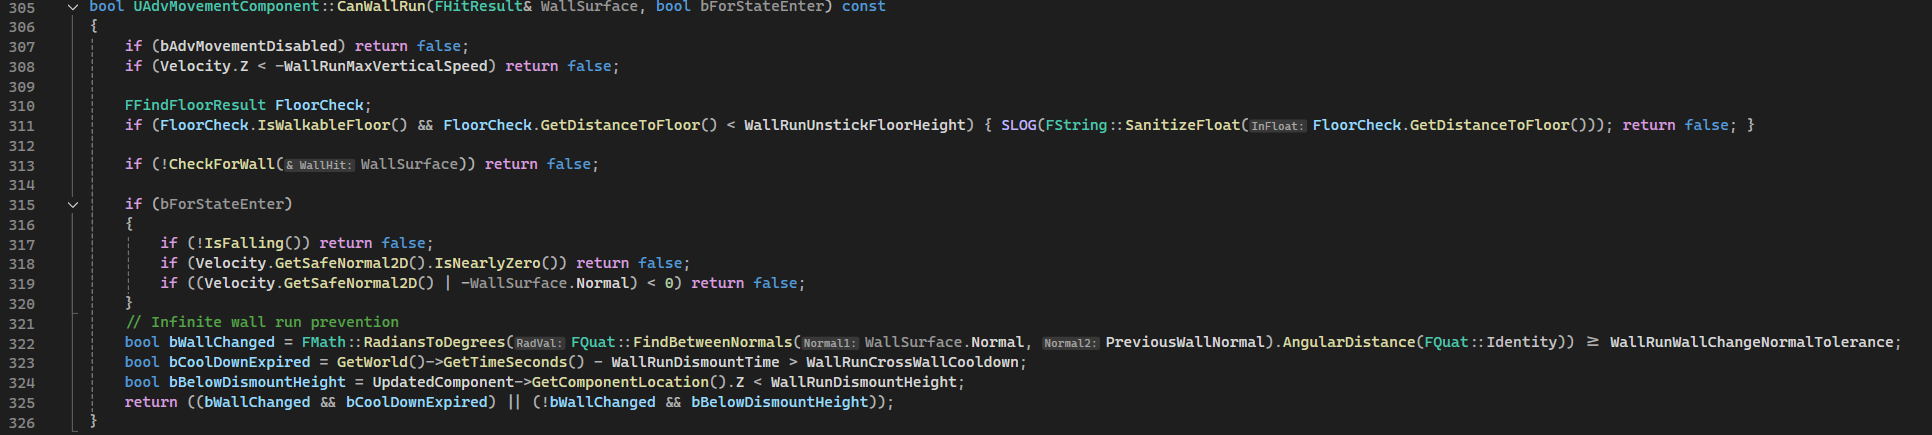 305 bool UAdvMovementComponent::CanWallRun(FHitResult& WallSurface, bool bForStateEnter) const
306 {
307 if (bAdvMovementDisabled) return false;
308 if (Velocity.Z < -WallRunMaxVerticalSpeed) return false;
309
310 FFindFloorResult FloorCheck;
311 if (FloorCheck.IsWalkableFloor() && FloorCheck.GetDistanceToFloor() < WallRunUnstickFloorHeight) { SLOG(FString::SanitizeFloat(InFloat: FloorCheck.GetDistanceToFloor())); return false; }
312
313 if (!CheckForWall(& WallHit: WallSurface)) return false;
314
315 if (bForStateEnter)
316 {
317 if (!IsFalling()) return false;
318 if (Velocity.GetSafeNormal2D().IsNearlyZero()) return false;
319 if ((Velocity.GetSafeNormal2D() | -WallSurface.Normal) < 0) return false;
320 }
321 // Infinite wall run prevention
322 bool bWallChanged = FMath::RadiansToDegrees(RadVal: FQuat::FindBetweenNormals(Normal1: WallSurface.Normal, Normal2: PreviousWallNormal).AngularDistance(FQuat::Identity)) ≥ WallRunWallChangeNormalTolerance;
323 bool bCoolDownExpired = GetWorld()->GetTimeSeconds() - WallRunDismountTime > WallRunCrossWallCooldown;
324 bool bBelowDismountHeight = UpdatedComponent->GetComponentLocation().Z < WallRunDismountHeight;
325 return ((bWallChanged && bCoolDownExpired) || (!bWallChanged && bBelowDismountHeight));
326 }